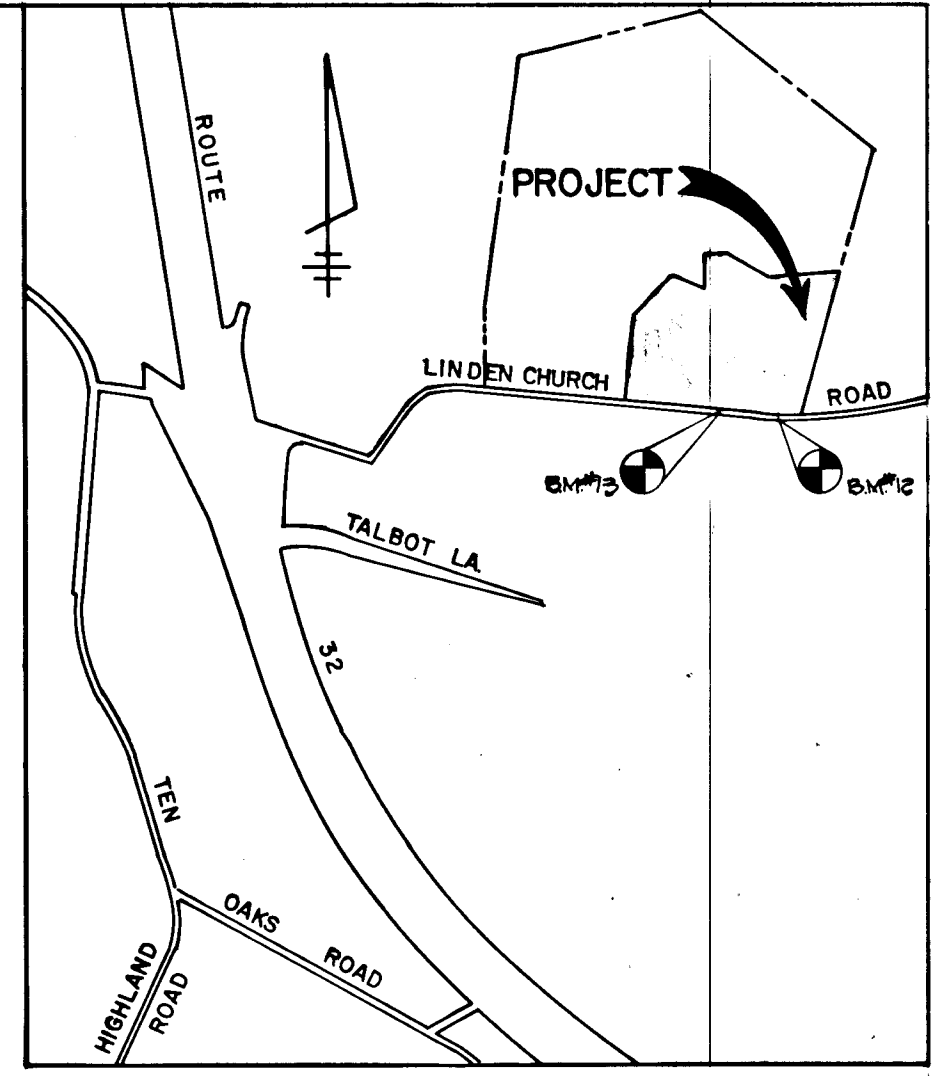 ROUTE
PROJECT
LINDEN CHURCH
ROAD
B.M.#13
B.M.#12
TALBOT LA.
32
TEN
OAKS
ROAD
HIGHLAND
ROAD